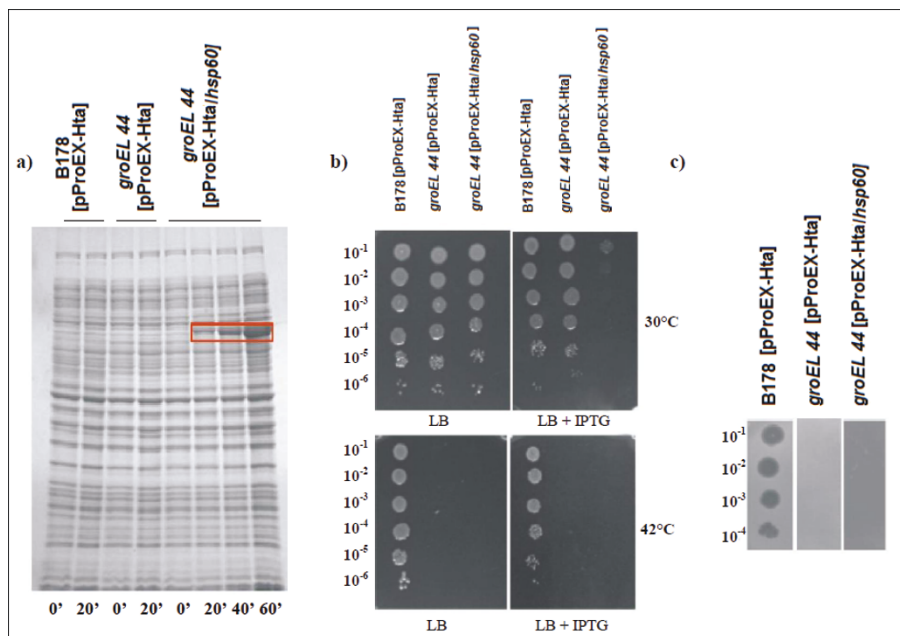 a)
B178
[pProEX-Hta]
groEL 44
[pProEX-Hta]
groEL 44
[pProEX-Hta/hsp60]
0’ 20’ 0’ 20’ 0’ 20’ 40’ 60’
b)
B178 [pProEX-Hta]
groEL 44 [pProEX-Hta]
groEL 44 [pProEX-Hta/hsp60]
B178 [pProEX-Hta]
groEL 44 [pProEX-Hta]
groEL 44 [pProEX-Hta/hsp60]
10-1
10-2
10-3
10-4
10-5
10-6
30°C
LB
LB + IPTG
10-1
10-2
10-3
10-4
10-5
10-6
42°C
LB
LB + IPTG
c)
B178 [pProEX-Hta]
groEL 44 [pProEX-Hta]
groEL 44 [pProEX-Hta/hsp60]
10-1
10-2
10-3
10-4